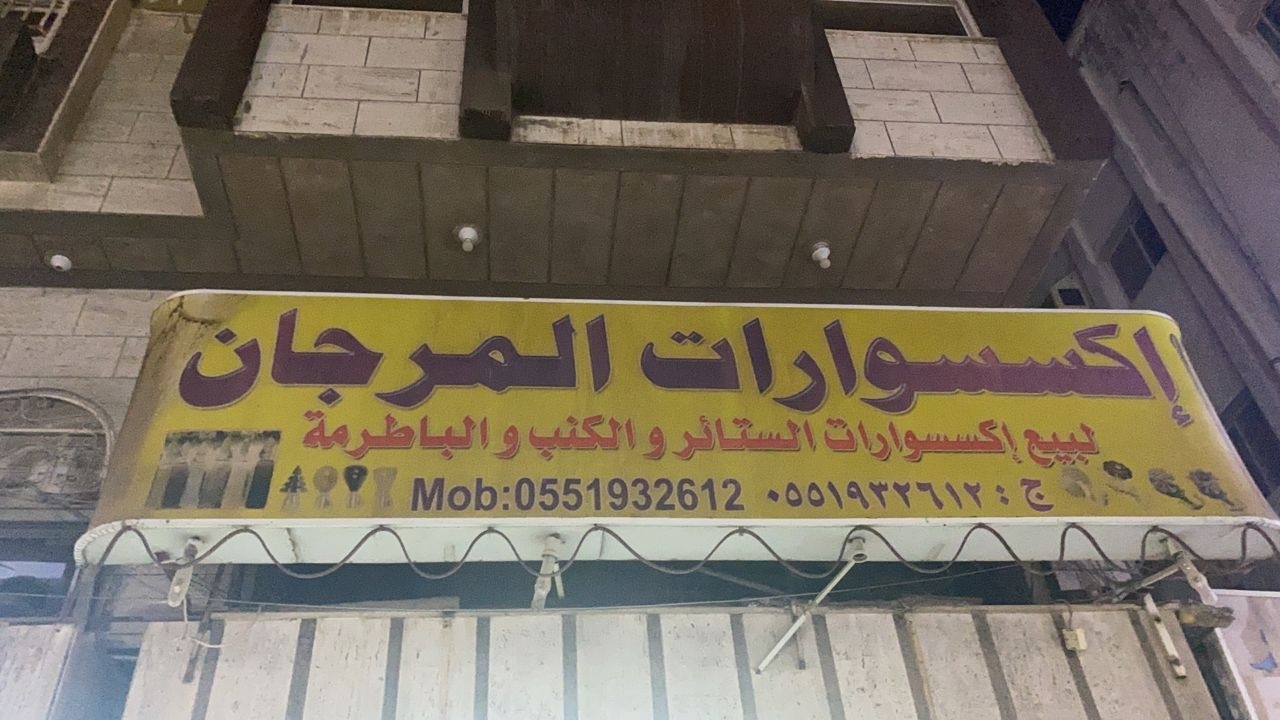 إكسسوارات المرجان
لبيع إكسسوارات الستائر و الكنب و الباطرمة
ج : ٠٥٥١٩٣٢٦١٢ Mob:0551932612